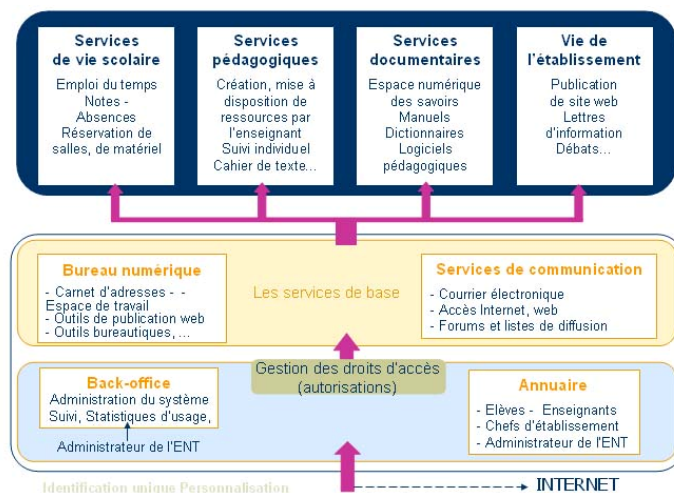 Services
de vie scolaire
Emploi du temps
Notes -
Absences
Réservation de
salles, de matériel
Services
pédagogiques
Création, mise à
disposition de
ressources par
l'enseignant
Suivi individuel
Cahier de texte...
Services
documentaires
Espace numérique
des savoirs
Manuels
Dictionnaires
Logiciels
pédagogiques
Vie de
l'établissement
Publication
de site web
Lettres
d'information
Débats...
Bureau numérique
- Carnet d'adresses - -
Espace de travail
- Outils de publication web
- Outils bureautiques, ...
Les services de base
Services de communication
- Courrier électronique
- Accès Internet, web
- Forums et listes de diffusion
Gestion des droits d'accès
(autorisations)
Back-office
Administration du système
Suivi, Statistiques d'usage,
Administrateur de l'ENT
Annuaire
- Elèves - Enseignants
- Chefs d'établissement
- Administrateur de l'ENT
Identification unique Personnalisation
INTERNET